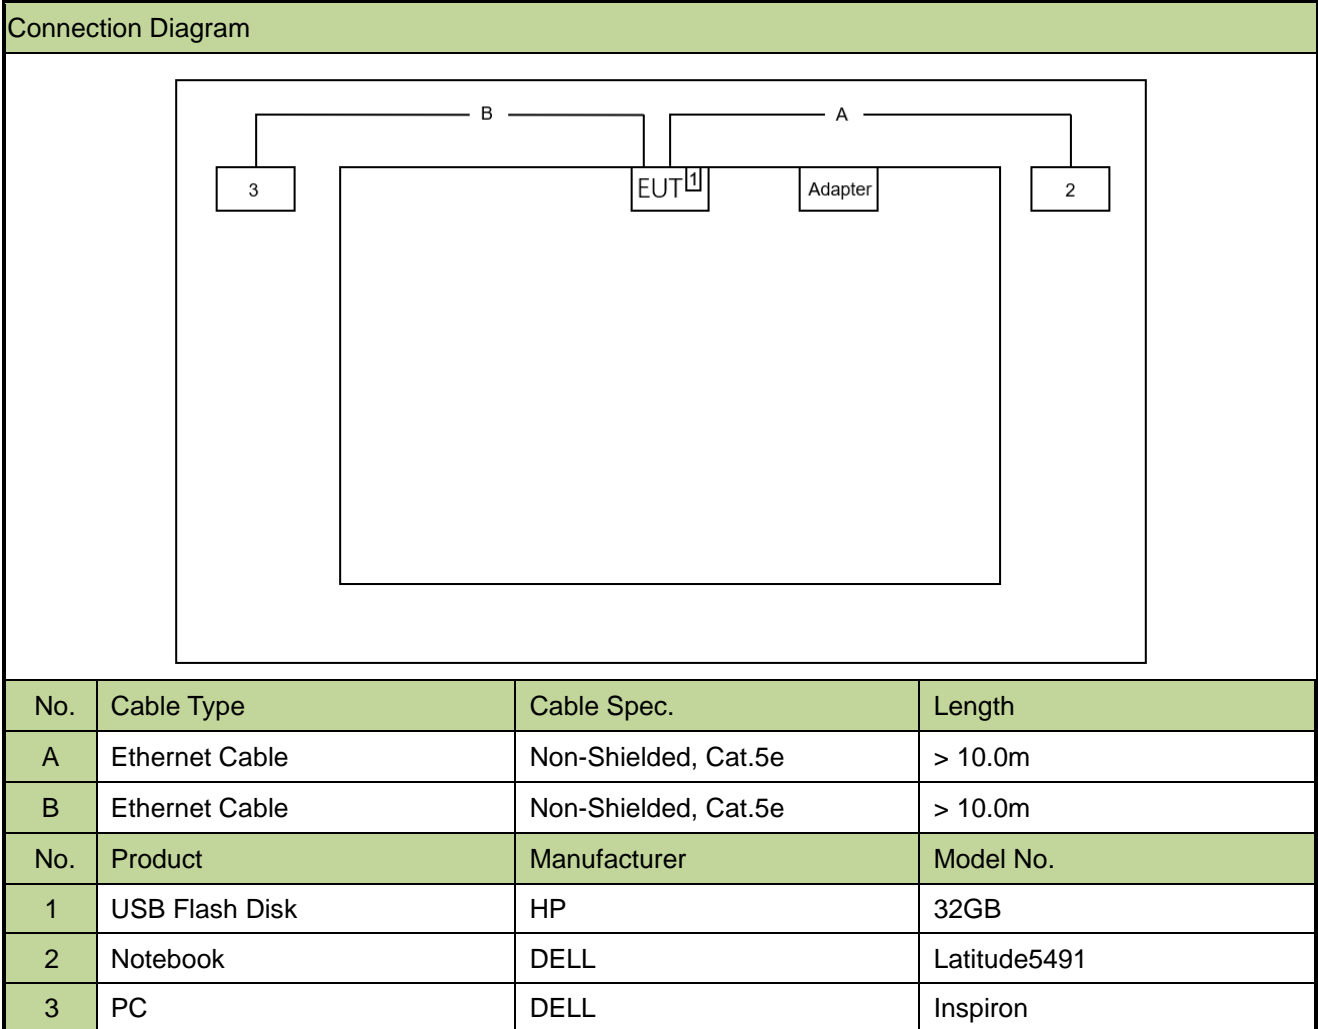 Connection Diagram
B A
3 EUT 1 Adapter 2
No. Cable Type Cable Spec. Length
A Ethernet Cable Non-Shielded, Cat.5e > 10.0m
B Ethernet Cable Non-Shielded, Cat.5e > 10.0m
No. Product Manufacturer Model No.
1 USB Flash Disk HP 32GB
2 Notebook DELL Latitude5491
3 PC DELL Inspiron